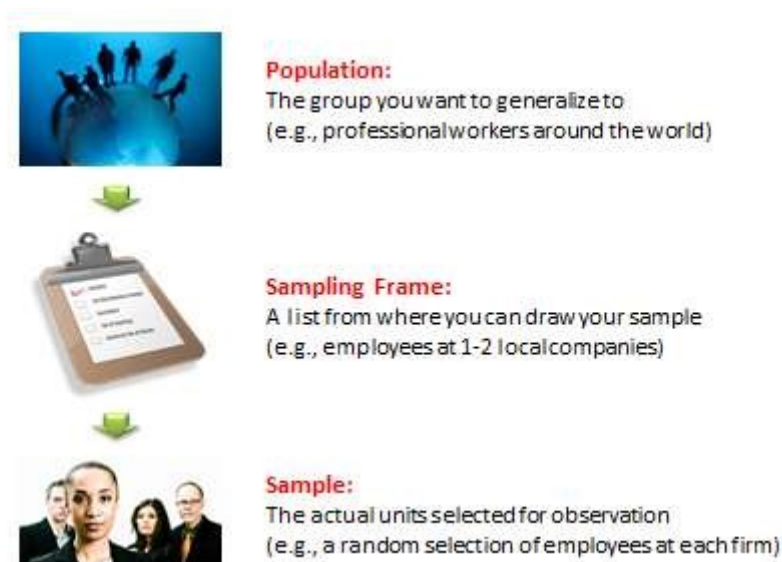 Population:
The group you want to generalize to
(e.g., professional workers around the world)
Sampling Frame:
A list from where you can draw your sample
(e.g., employees at 1-2 local companies)
Sample:
The actual units selected for observation
(e.g., a random selection of employees at each firm)